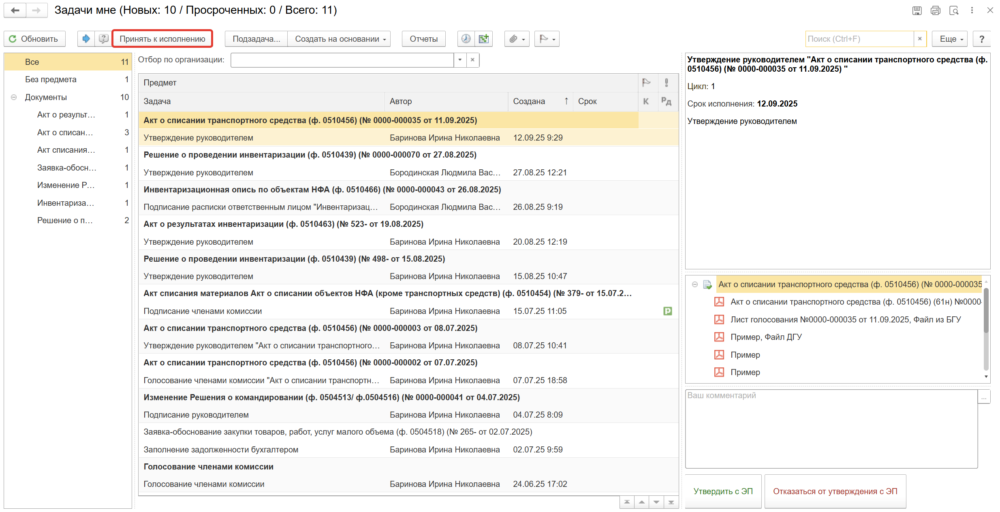 Задачи мне (Новых: 10 / Просроченных: 0 / Всего: 11)
Обновить
Принять к исполнению
Подзадача...
Создать на основании
Отчеты
Поиск (Ctrl+F)
×
Еще
?
Все 11
Без предмета 1
Документы 10
Акт о результ... 1
Акт о списан... 3
Акт списания... 1
Заявка-обосн... 1
Изменение Р... 1
Инвентариза... 1
Решение о п... 2
Отбор по организации:
×
Предмет
Задача Автор Создана ↑ Срок К Рд
Акт о списании транспортного средства (ф. 0510456) (№ 0000-000035 от 11.09.2025)
Утверждение руководителем Баринова Ирина Николаевна 12.09.25 9:29
Решение о проведении инвентаризации (ф. 0510439) (№ 0000-000070 от 27.08.2025)
Утверждение руководителем Бородинская Людмила Вас... 27.08.25 12:21
Инвентаризационная опись по объектам НФА (ф. 0510466) (№ 0000-000043 от 26.08.2025)
Подписание расписки ответственным лицом "Инвентаризац... Бородинская Людмила Вас... 26.08.25 9:19
Акт о результатах инвентаризации (ф. 0510463) (№ 523- от 19.08.2025)
Утверждение руководителем Баринова Ирина Николаевна 20.08.25 12:19
Решение о проведении инвентаризации (ф. 0510439) (№ 498- от 15.08.2025)
Утверждение руководителем Баринова Ирина Николаевна 15.08.25 10:47
Акт списания материалов Акт о списании объектов НФА (кроме транспортных средств) (ф. 0510454) (№ 379- от 15.07.2...
Подписание членами комиссии Баринова Ирина Николаевна 15.07.25 11:05 P
Акт о списании транспортного средства (ф. 0510456) (№ 0000-000003 от 08.07.2025)
Утверждение руководителем "Акт о списании транспортного... Баринова Ирина Николаевна 08.07.25 10:41
Акт о списании транспортного средства (ф. 0510456) (№ 0000-000002 от 07.07.2025)
Голосование членами комиссии "Акт о списании транспортн... Баринова Ирина Николаевна 07.07.25 18:58
Изменение Решения о командировании (ф. 0504513/ ф.0504516) (№ 0000-000041 от 04.07.2025)
Подписание руководителем Баринова Ирина Николаевна 04.07.25 8:09
Заявка-обоснование закупки товаров, работ, услуг малого объема (ф. 0504518) (№ 265- от 02.07.2025)
Заполнение задолженности бухгалтером Баринова Ирина Николаевна 02.07.25 9:59
Голосование членами комиссии
Голосование членами комиссии Баринова Ирина Николаевна 24.06.25 17:02
Утверждение руководителем "Акт о списании транспортного средства (ф.
0510456) (№ 0000-000035 от 11.09.2025) "
Цикл: 1
Срок исполнения: 12.09.2025
Утверждение руководителем
Акт о списании транспортного средства (ф. 0510456) (№ 0000-000035
Акт о списании транспортного средства (ф. 0510456) (61н) №0000-
Лист голосования №0000-000035 от 11.09.2025, Файл из БГУ
Пример, Файл ДГУ
Пример
Пример
Ваш комментарий
...
Утвердить с ЭП
Отказаться от утверждения с ЭП